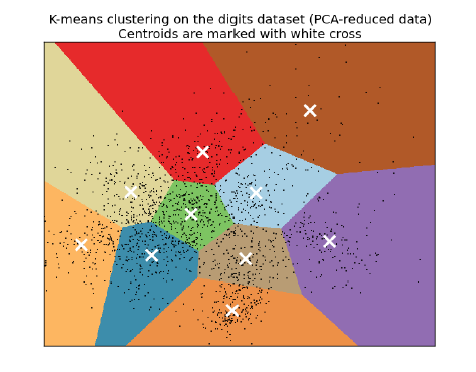 K-means clustering on the digits dataset (PCA-reduced data)
Centroids are marked with white cross